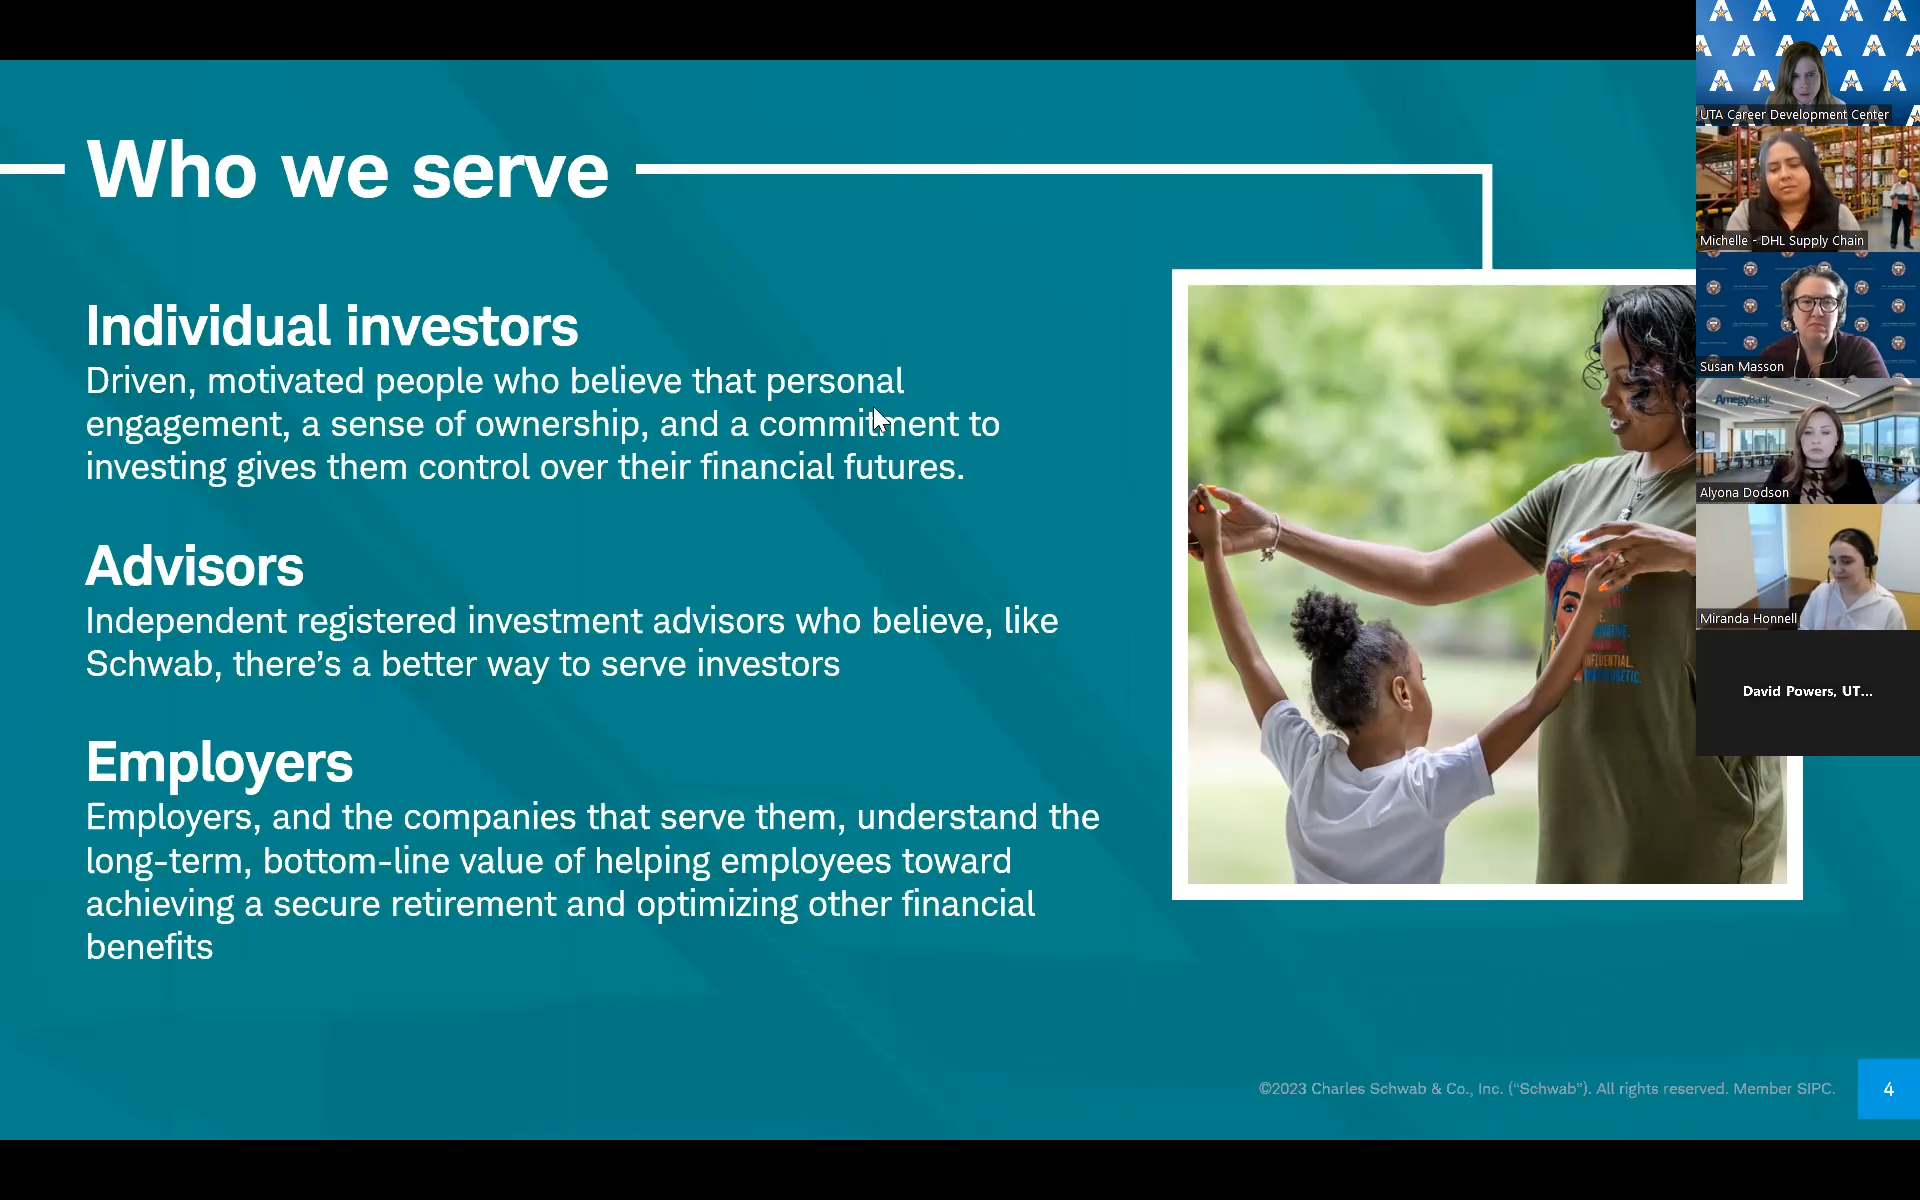 Who we serve
Individual investors
Driven, motivated people who believe that personal
engagement, a sense of ownership, and a commitment to
investing gives them control over their financial futures.
Advisors
Independent registered investment advisors who believe, like
Schwab, there’s a better way to serve investors
Employers
Employers, and the companies that serve them, understand the
long-term, bottom-line value of helping employees toward
achieving a secure retirement and optimizing other financial
benefits
INFLUENTIAL.
©2023 Charles Schwab & Co., Inc. (“Schwab”). All rights reserved. Member SIPC.
4
UTA Career Development Center
Michelle - DHL Supply Chain
Susan Masson
AmegyBank
Alyona Dodson
Miranda Honnell
David Powers, UT...